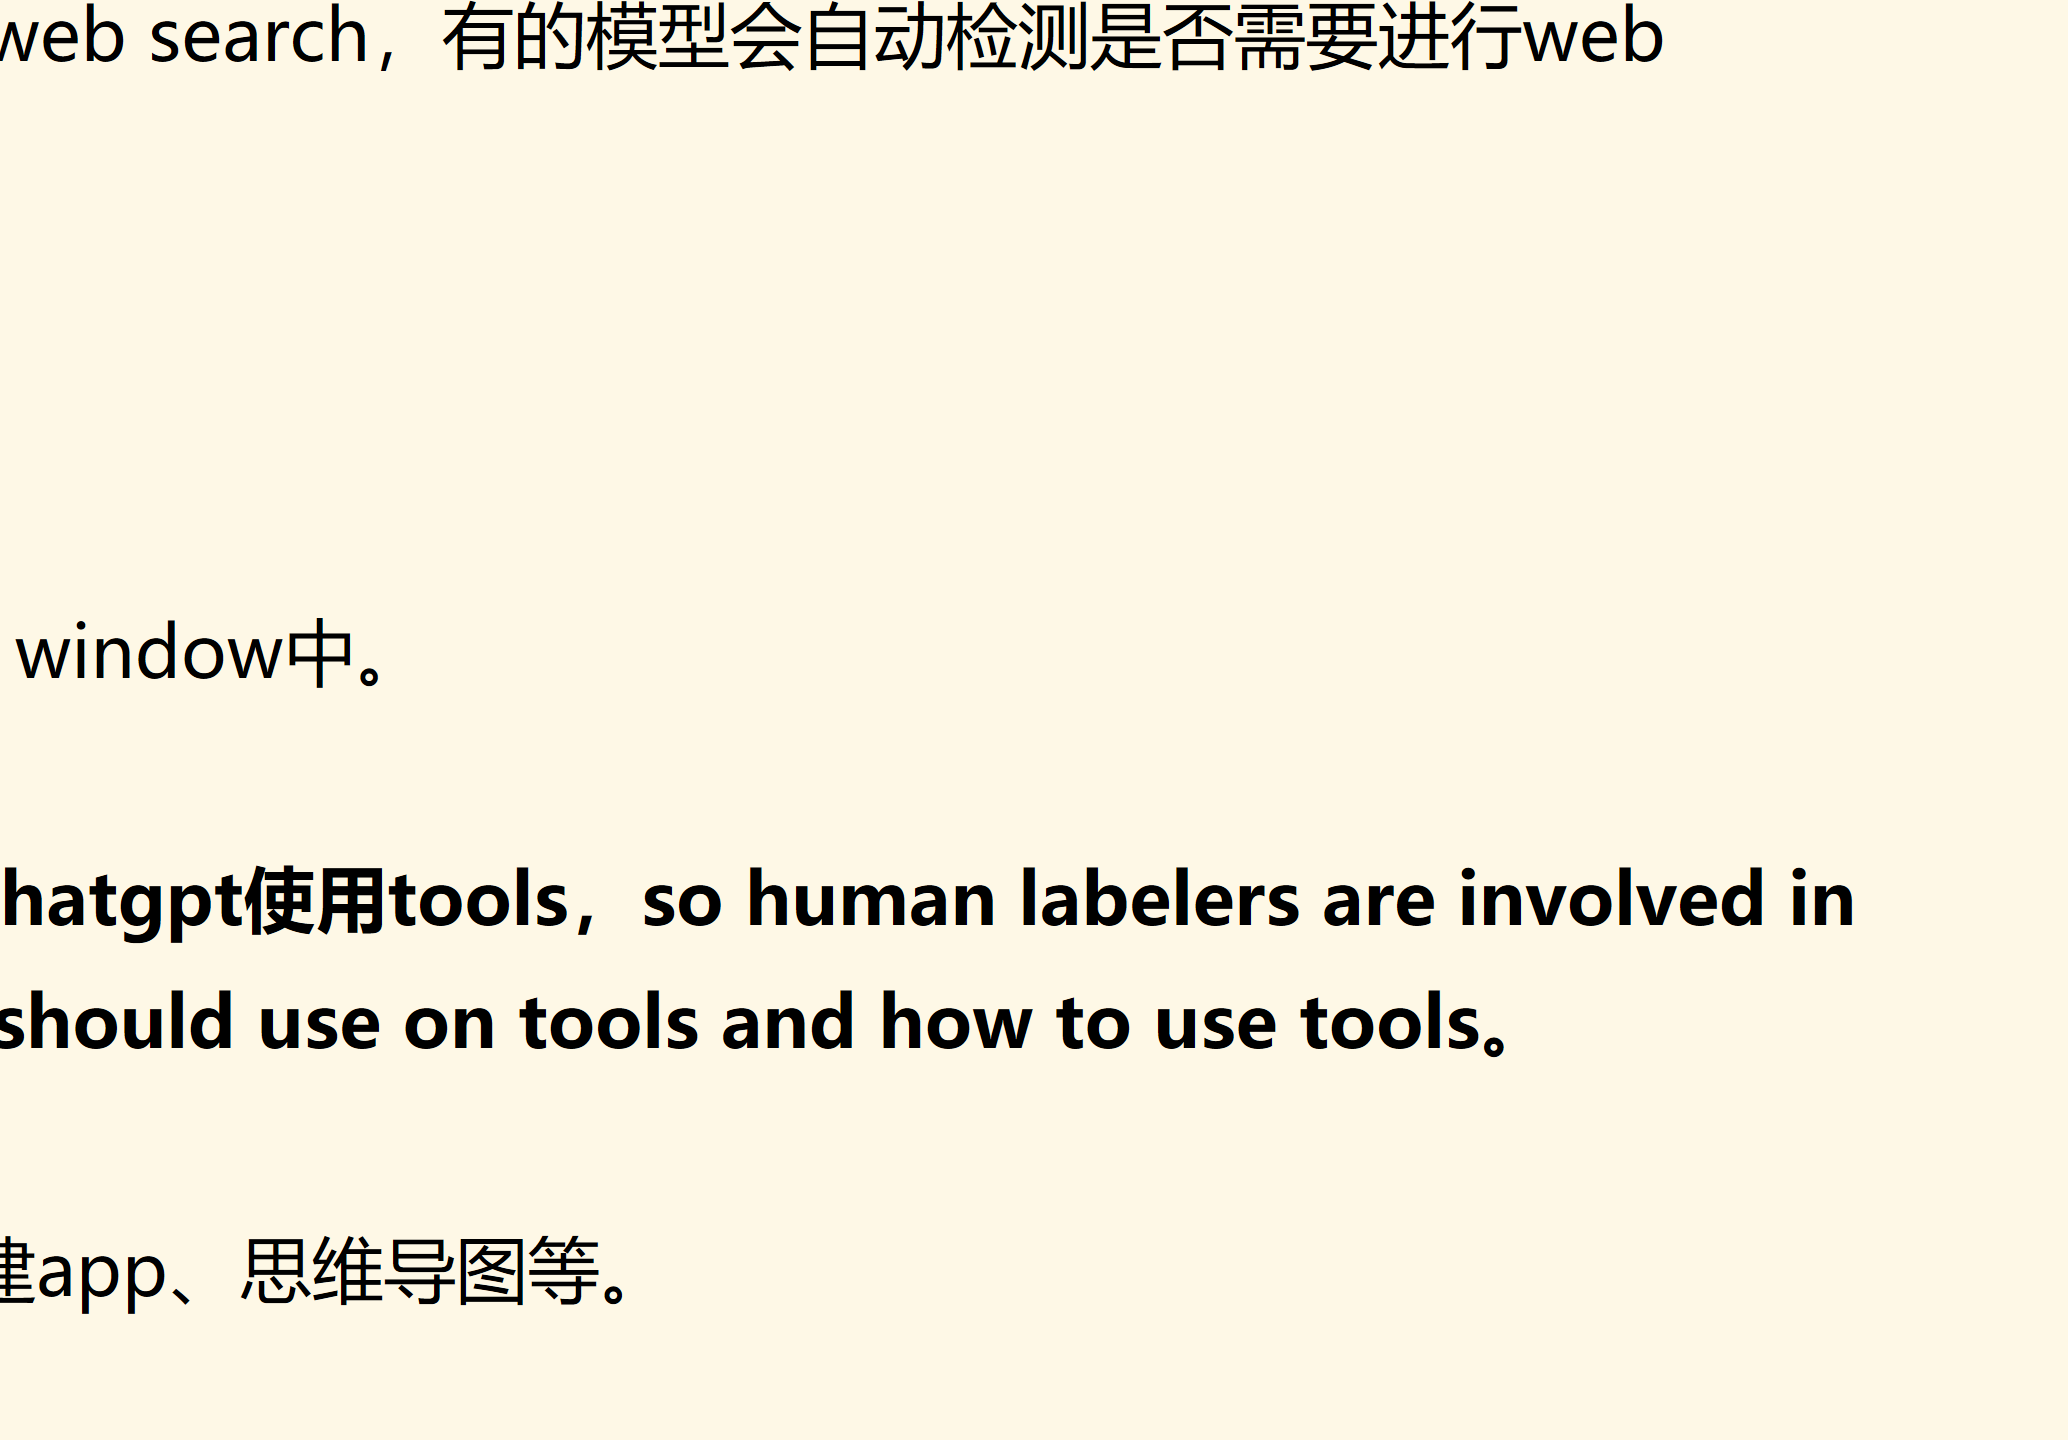 web search，有的模型会自动检测是否需要进行web
window中。
hatgpt使用tools，so human labelers are involved in
should use on tools and how to use tools。
建app、思维导图等。